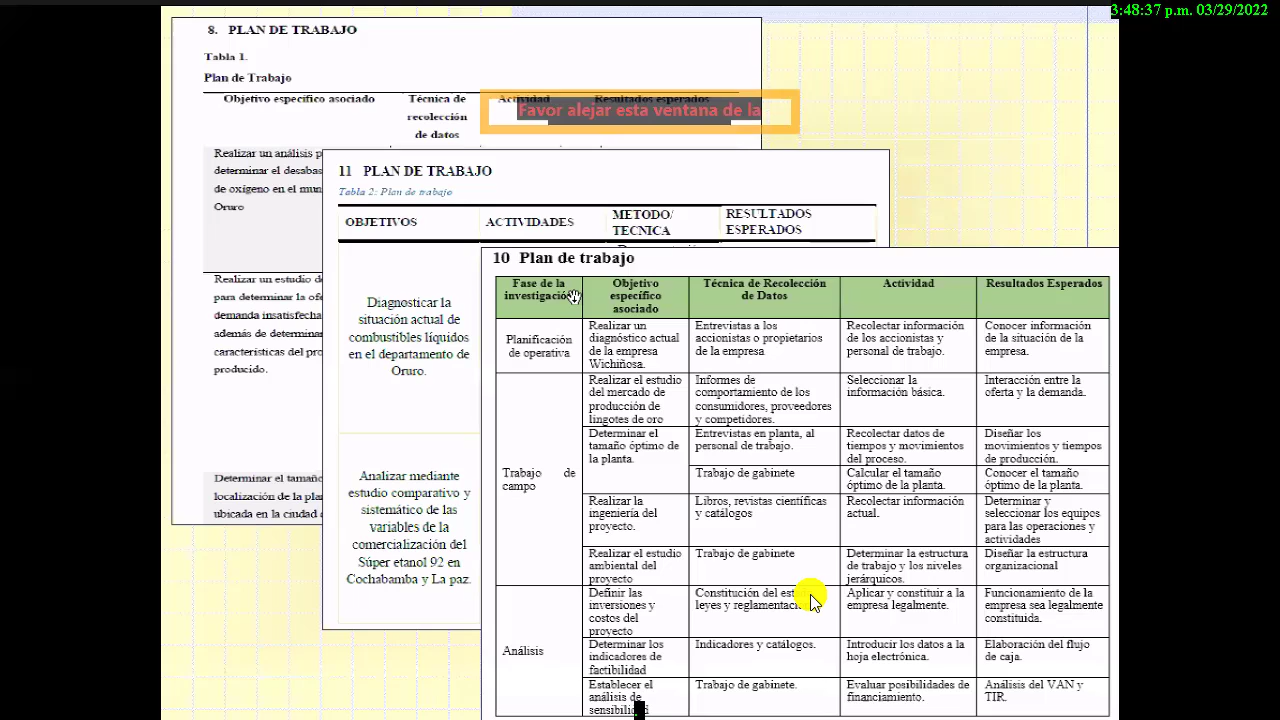 3:48:37 p.m. 03/29/2022
8. PLAN DE TRABAJO
Tabla 1.
Plan de Trabajo
Objetivo específico asociado Técnica de recolección de datos Actividad Resultados esperados
Favor alejar esta ventana de la
Realizar un análisis
determinar el desabas
de oxígeno en el mun
Oruro
Realizar un estudio de
para determinar la ofe
demanda insatisfecha
además de determinar
características del pro
producido.
Determinar el tamaño
localización de la plan
ubicada en la ciudad
11 PLAN DE TRABAJO
Tabla 2: Plan de trabajo
OBJETIVOS ACTIVIDADES METODO/ TECNICA RESULTADOS ESPERADOS
Diagnosticar la
situación actual de
combustibles líquidos
en el departamento de
Oruro.
Analizar mediante
estudio comparativo y
sistemático de las
variables de la
comercialización del
Súper etanol 92 en
Cochabamba y La paz.
10 Plan de trabajo
Fase de la investigación Objetivo específico asociado Técnica de Recolección de Datos Actividad Resultados Esperados
Planificación de operativa Realizar un diagnóstico actual de la empresa Wichiñosa. Entrevistas a los accionistas o propietarios de la empresa Recolectar información de los accionistas y personal de trabajo. Conocer información de la situación de la empresa.
Trabajo de campo Realizar el estudio del mercado de producción de lingotes de oro Informes de comportamiento de los consumidores, proveedores y competidores. Seleccionar la información básica. Interacción entre la oferta y la demanda.
Determinar el tamaño óptimo de la planta. Entrevistas en planta, al personal de trabajo. Recolectar datos de tiempos y movimientos del proceso. Diseñar los movimientos y tiempos de producción.
Trabajo de gabinete Calcular el tamaño óptimo de la planta. Conocer el tamaño óptimo de la planta.
Realizar la ingeniería del proyecto. Libros, revistas científicas y catálogos Recolectar información actual. Determinar y seleccionar los equipos para las operaciones y actividades
Realizar el estudio ambiental del proyecto Trabajo de gabinete Determinar la estructura de trabajo y los niveles jerárquicos. Diseñar la estructura organizacional
Análisis Definir las inversiones y costos del proyecto Constitución del leyes y Aplicar y constituir a la empresa legalmente. Funcionamiento de la empresa sea legalmente constituida.
Determinar los indicadores de factibilidad Indicadores y catálogos. Introducir los datos a la hoja electrónica. Elaboración del flujo de caja.
Establecer el análisis de sensibilidad Trabajo de gabinete. Evaluar posibilidades de financiamiento. Análisis del VAN y TIR.